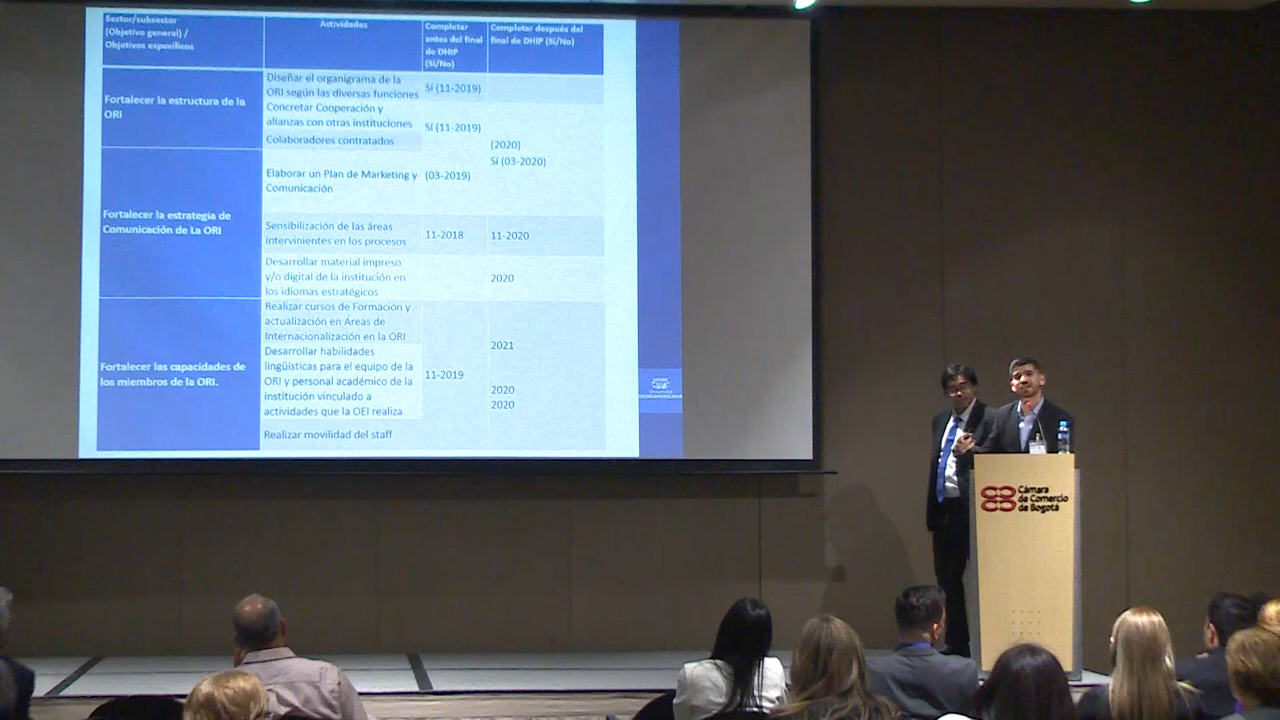 Sector/subsector
(Objetivo general) /
Objetivos específicos
Actividades
Completar
antes del final
de DHIP
(Sí/No)
Completar después del
final de DHIP (Sí/No)
Fortalecer la estructura de la
ORI
Diseñar el organigrama de la
ORI según las diversas funciones
Sí (11-2019)
Concretar Cooperación y
alianzas con otras instituciones
Sí (11-2019)
Colaboradores contratados
(2020)
Sí (03-2020)
Fortalecer la estrategia de
Comunicación de La ORI
Elaborar un Plan de Marketing y
Comunicación
(03-2019)
Sensibilización de las áreas
intervinientes en los procesos
11-2018
11-2020
Desarrollar material impreso
y/o digital de la institución en
los idiomas estratégicos
2020
Fortalecer las capacidades de
los miembros de la ORI.
Realizar cursos de Formación y
actualización en Áreas de
Internacionalización en la ORI
2021
Desarrollar habilidades
lingüísticas para el equipo de la
ORI y personal académico de la
institución vinculado a
actividades que la OEI realiza
11-2019
2020
2020
Realizar movilidad del staff
IBEROAMERICANA
Cámara
de Comercio
de Bogotá